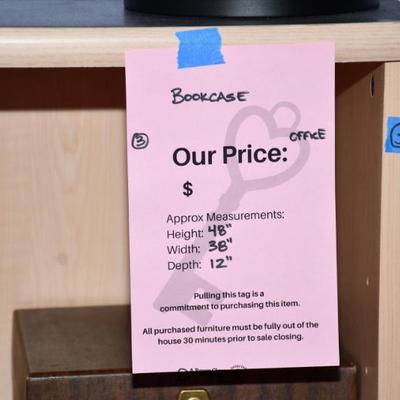 BOOKCASE
3
OFFICE
Our Price:
$
Approx Measurements:
Height: 48"
Width: 38"
Depth: 12"
Pulling this tag is a
commitment to purchasing this item.
All purchased furniture must be fully out of the
house 30 minutes prior to sale closing.